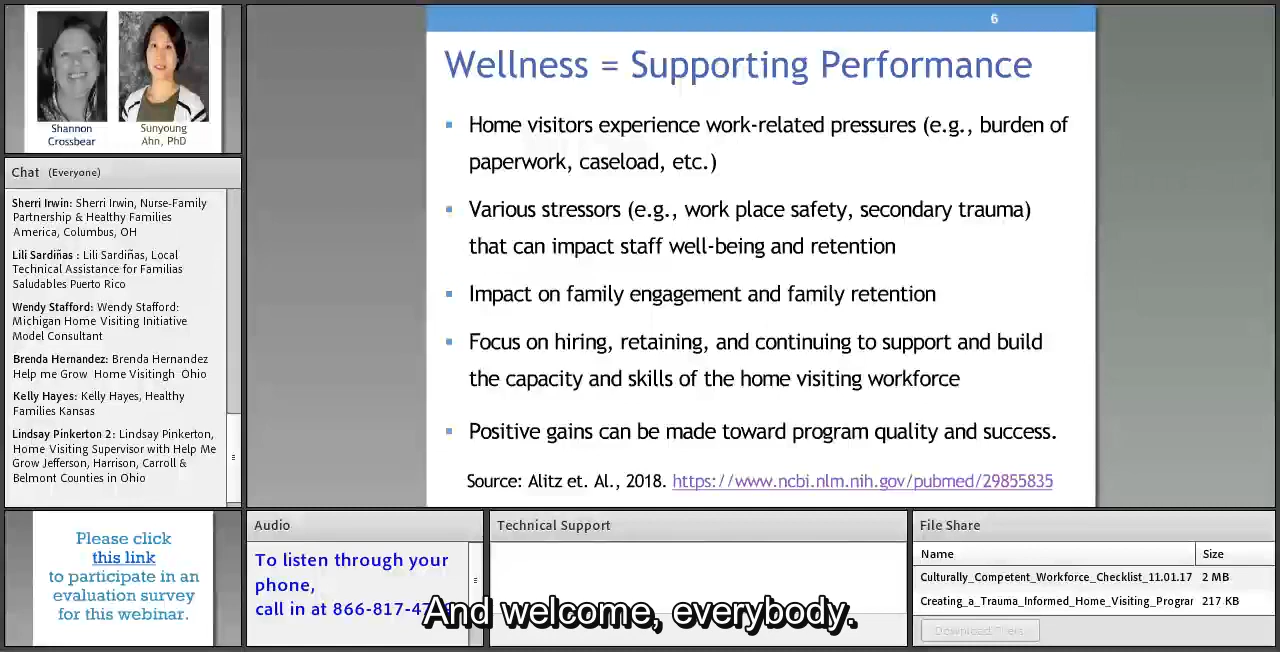 Shannon
Crossbear
Sunyoung
Ahn, PhD
Chat (Everyone)
Sherri Irwin: Sherri Irwin, Nurse-Family
Partnership & Healthy Families
America, Columbus, OH
Lili Sardiñas : Lili Sardiñas, Local
Technical Assistance for Familias
Saludables Puerto Rico
Wendy Stafford: Wendy Stafford:
Michigan Home Visiting Initiative
Model Consultant
Brenda Hernandez: Brenda Hernandez
Help me Grow Home Visitingh Ohio
Kelly Hayes: Kelly Hayes, Healthy
Families Kansas
Lindsay Pinkerton 2: Lindsay Pinkerton,
Home Visiting Supervisor with Help Me
Grow Jefferson, Harrison, Carroll &
Belmont Counties in Ohio
6
Wellness = Supporting Performance
Home visitors experience work-related pressures (e.g., burden of
paperwork, caseload, etc.)
Various stressors (e.g., work place safety, secondary trauma)
that can impact staff well-being and retention
Impact on family engagement and family retention
Focus on hiring, retaining, and continuing to support and build
the capacity and skills of the home visiting workforce
Positive gains can be made toward program quality and success.
Source: Alitz et. Al., 2018. https://www.ncbi.nlm.nih.gov/pubmed/29855835
Please click
this link
to participate in an
evaluation survey
for this webinar.
Audio
To listen through your
phone,
call in at 866-817-4
Technical Support
File Share
Name Size
Culturally_Competent_Workforce_Checklist_11.01.17 2 MB
Creating_a_Trauma_Informed_Home_Visiting_Program 217 KB
And welcome, everybody.